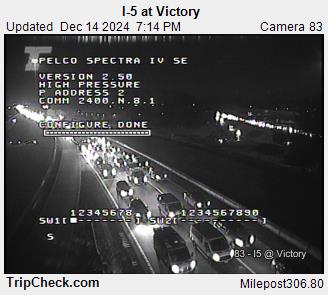 I-5 at Victory
Updated Dec 14 2024 7:14 PM Camera 83
PELCO SPECTRA IV SE
VERSION 2.50
HIGH PRESSURE
P ADDRESS 2
COMM 2400.N.8.1
CONFIGURE DONE
12345678 1234567890
SW1[ ] SW2[ ]
S
83 - I5 @ Victory
TripCheck.com Milepost306.80